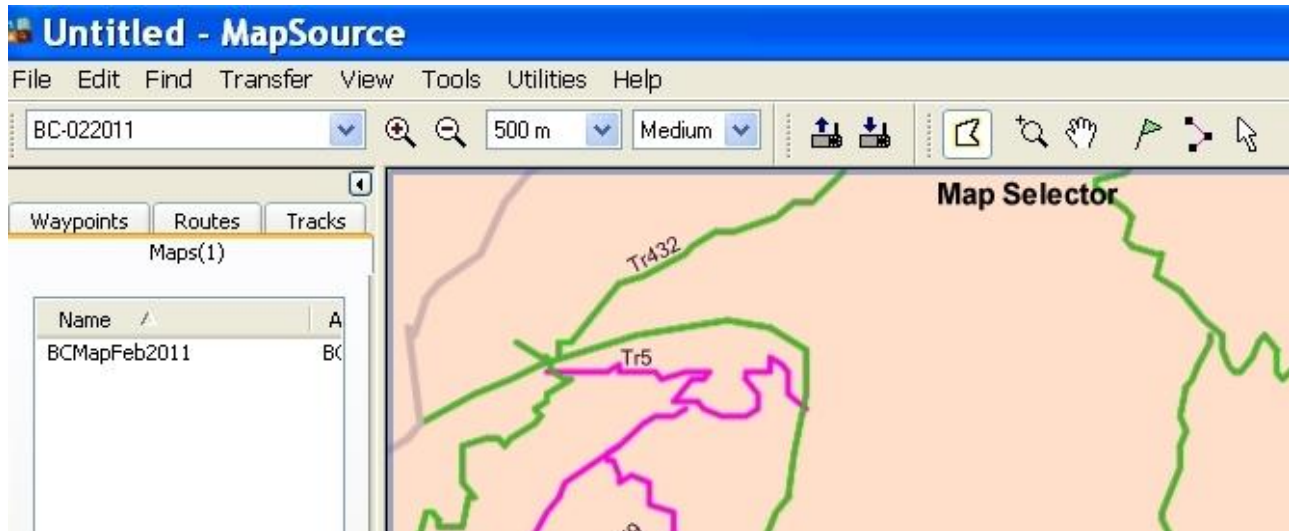 Untitled - MapSource
File Edit Find Transfer View Tools Utilities Help
BC-022011 500 m Medium
Waypoints Routes Tracks
Maps(1)
Name A
BCMapFeb2011 BC
Map Selector
Tr432
Tr5